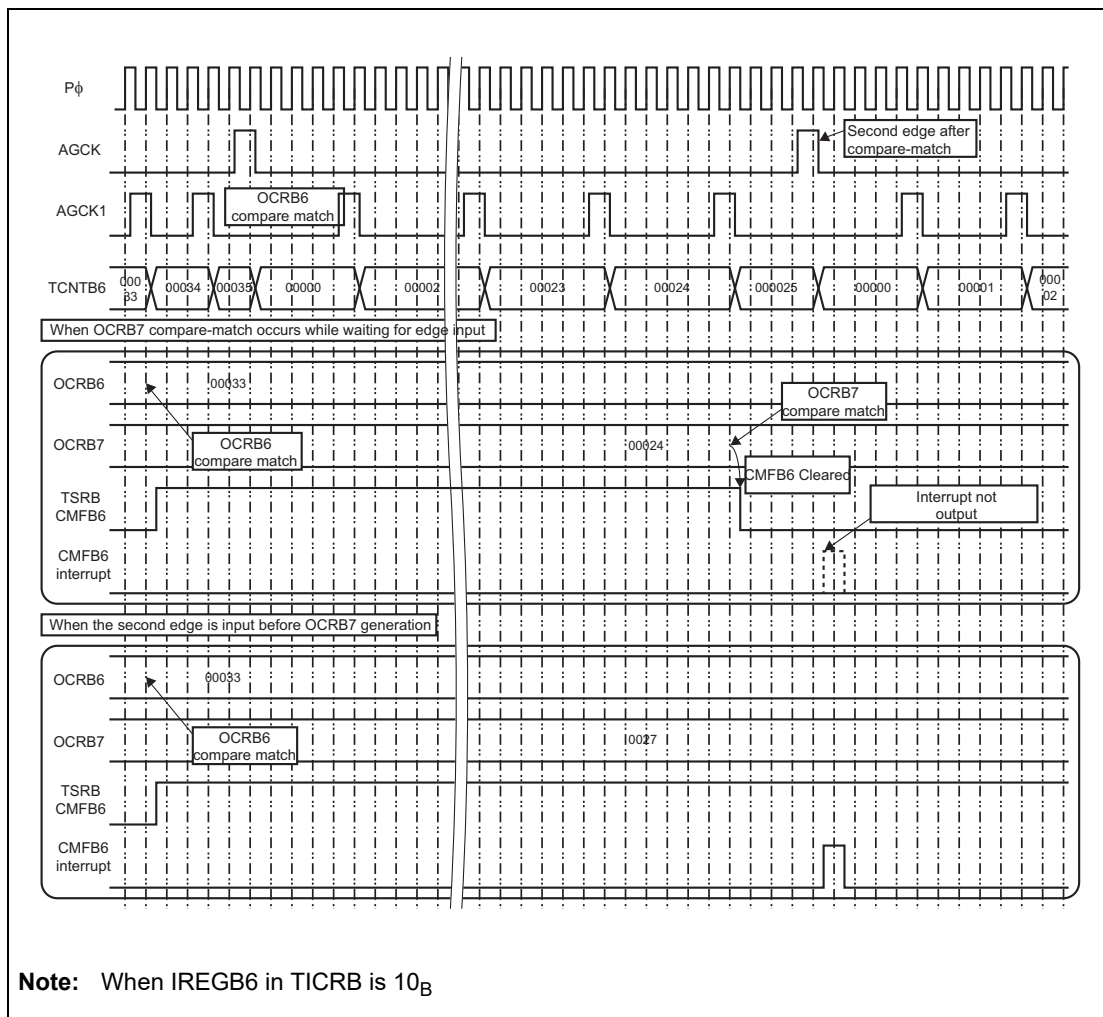 Pϕ
AGCK
Second edge after
compare-match
AGCK1
OCRB6
compare match
TCNTB6
000
33
00034
00035
00000
00002
00023
00024
000025
00000
00001
000
02
When OCRB7 compare-match occurs while waiting for edge input
OCRB6
00033
OCRB7
compare match
OCRB7
OCRB6
compare match
00024
CMFB6 Cleared
TSRB
CMFB6
Interrupt not
output
CMFB6
interrupt
When the second edge is input before OCRB7 generation
OCRB6
00033
OCRB7
OCRB6
compare match
0027
TSRB
CMFB6
CMFB6
interrupt
Note: When IREGB6 in TICRB is 10B